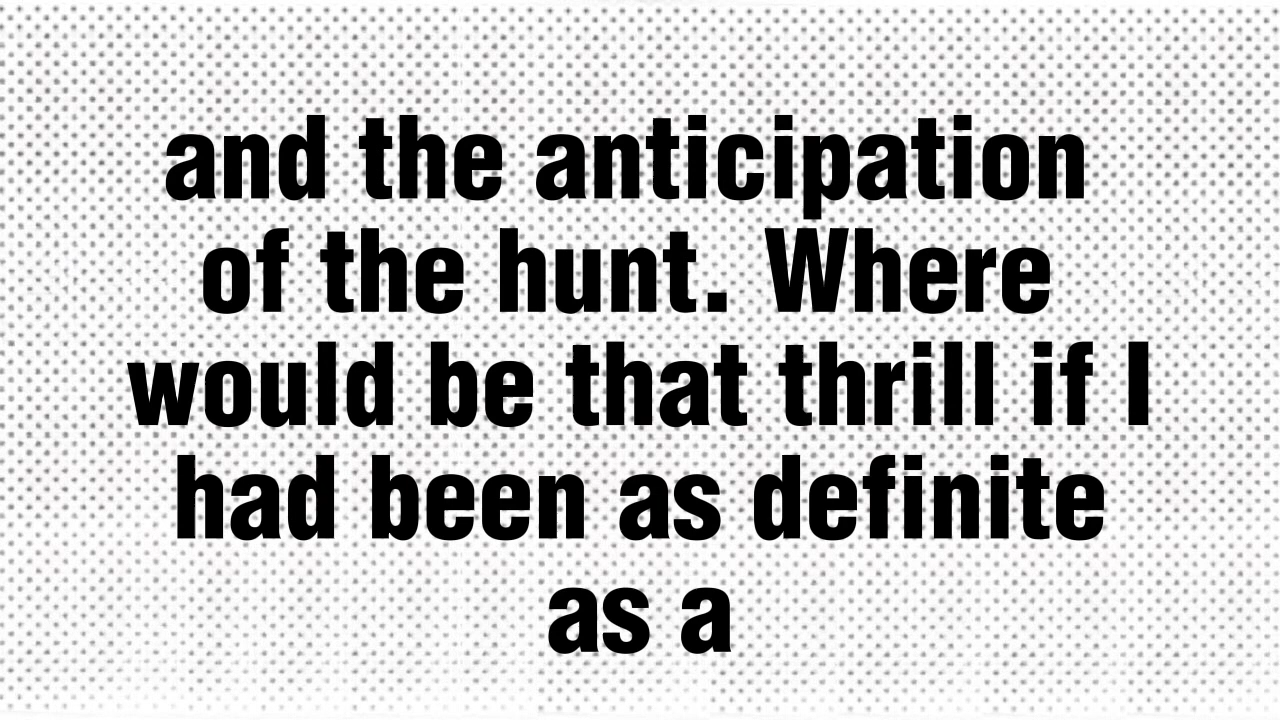 and the anticipation
of the hunt. Where
would be that thrill if I
had been as definite
as a